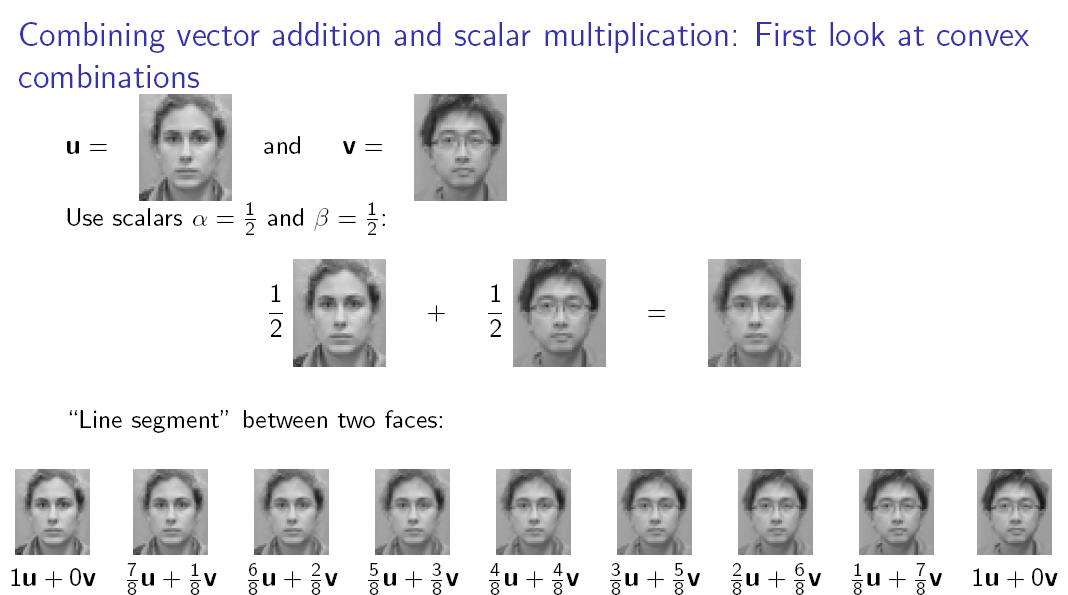 Combining vector addition and scalar multiplication: First look at convex
combinations
u = and v =
Use scalars α = 1/2 and β = 1/2:
1/2 + 1/2 =
“Line segment” between two faces:
1u + 0v 7/8u + 1/8v 6/8u + 2/8v 5/8u + 3/8v 4/8u + 4/8v 3/8u + 5/8v 2/8u + 6/8v 1/8u + 7/8v 1u + 0v